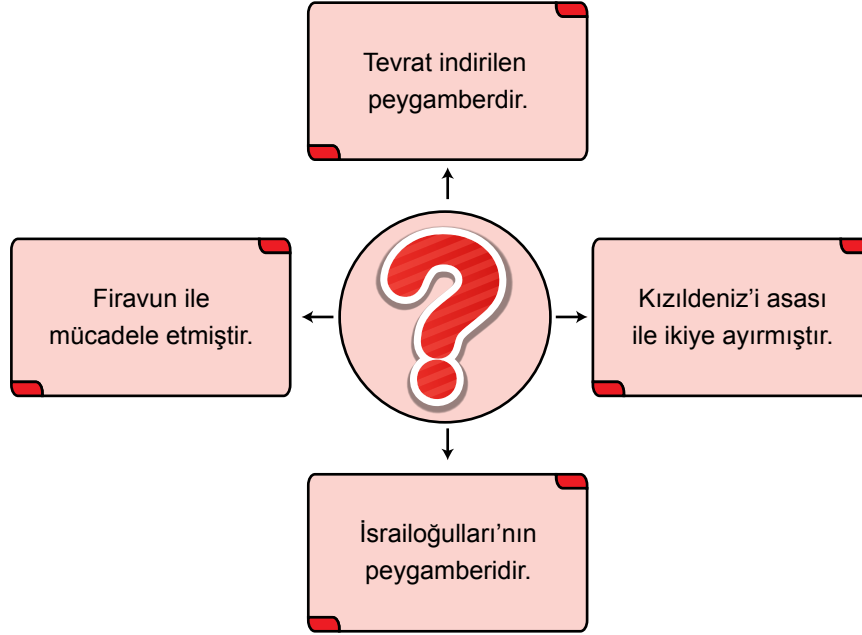 Tevrat indirilen
peygamberdir.
Firavun ile
mücadele etmiştir.
Kızıldeniz’i asası
ile ikiye ayırmıştır.
İsrailoğulları’nın
peygamberidir.